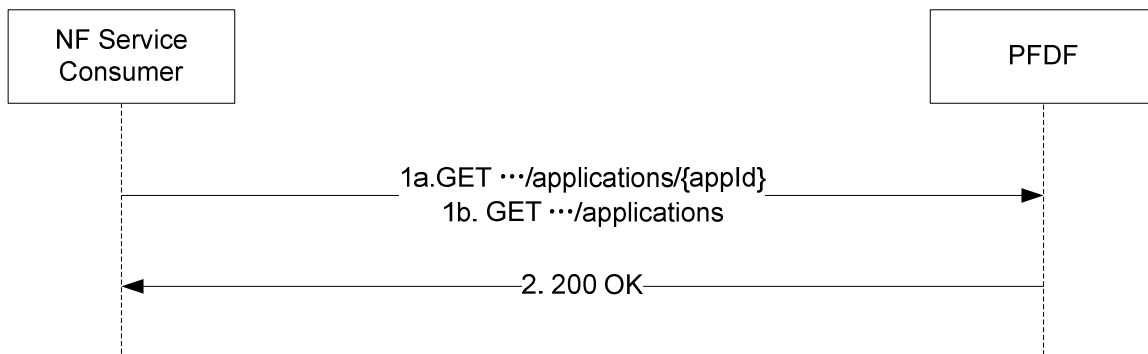 NF Service
Consumer
PFDF
1a.GET ···/applications/{appId}
1b. GET ···/applications
2. 200 OK